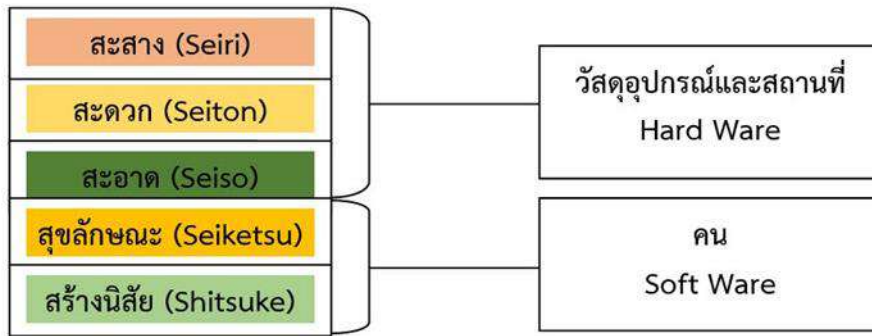 สะสาง (Seiri)
สะดวก (Seiton)
สะอาด (Seiso)
สุขลักษณะ (Seiketsu)
สร้างนิสัย (Shitsuke)
วัสดุอุปกรณ์และสถานที่
Hard Ware
คน
Soft Ware